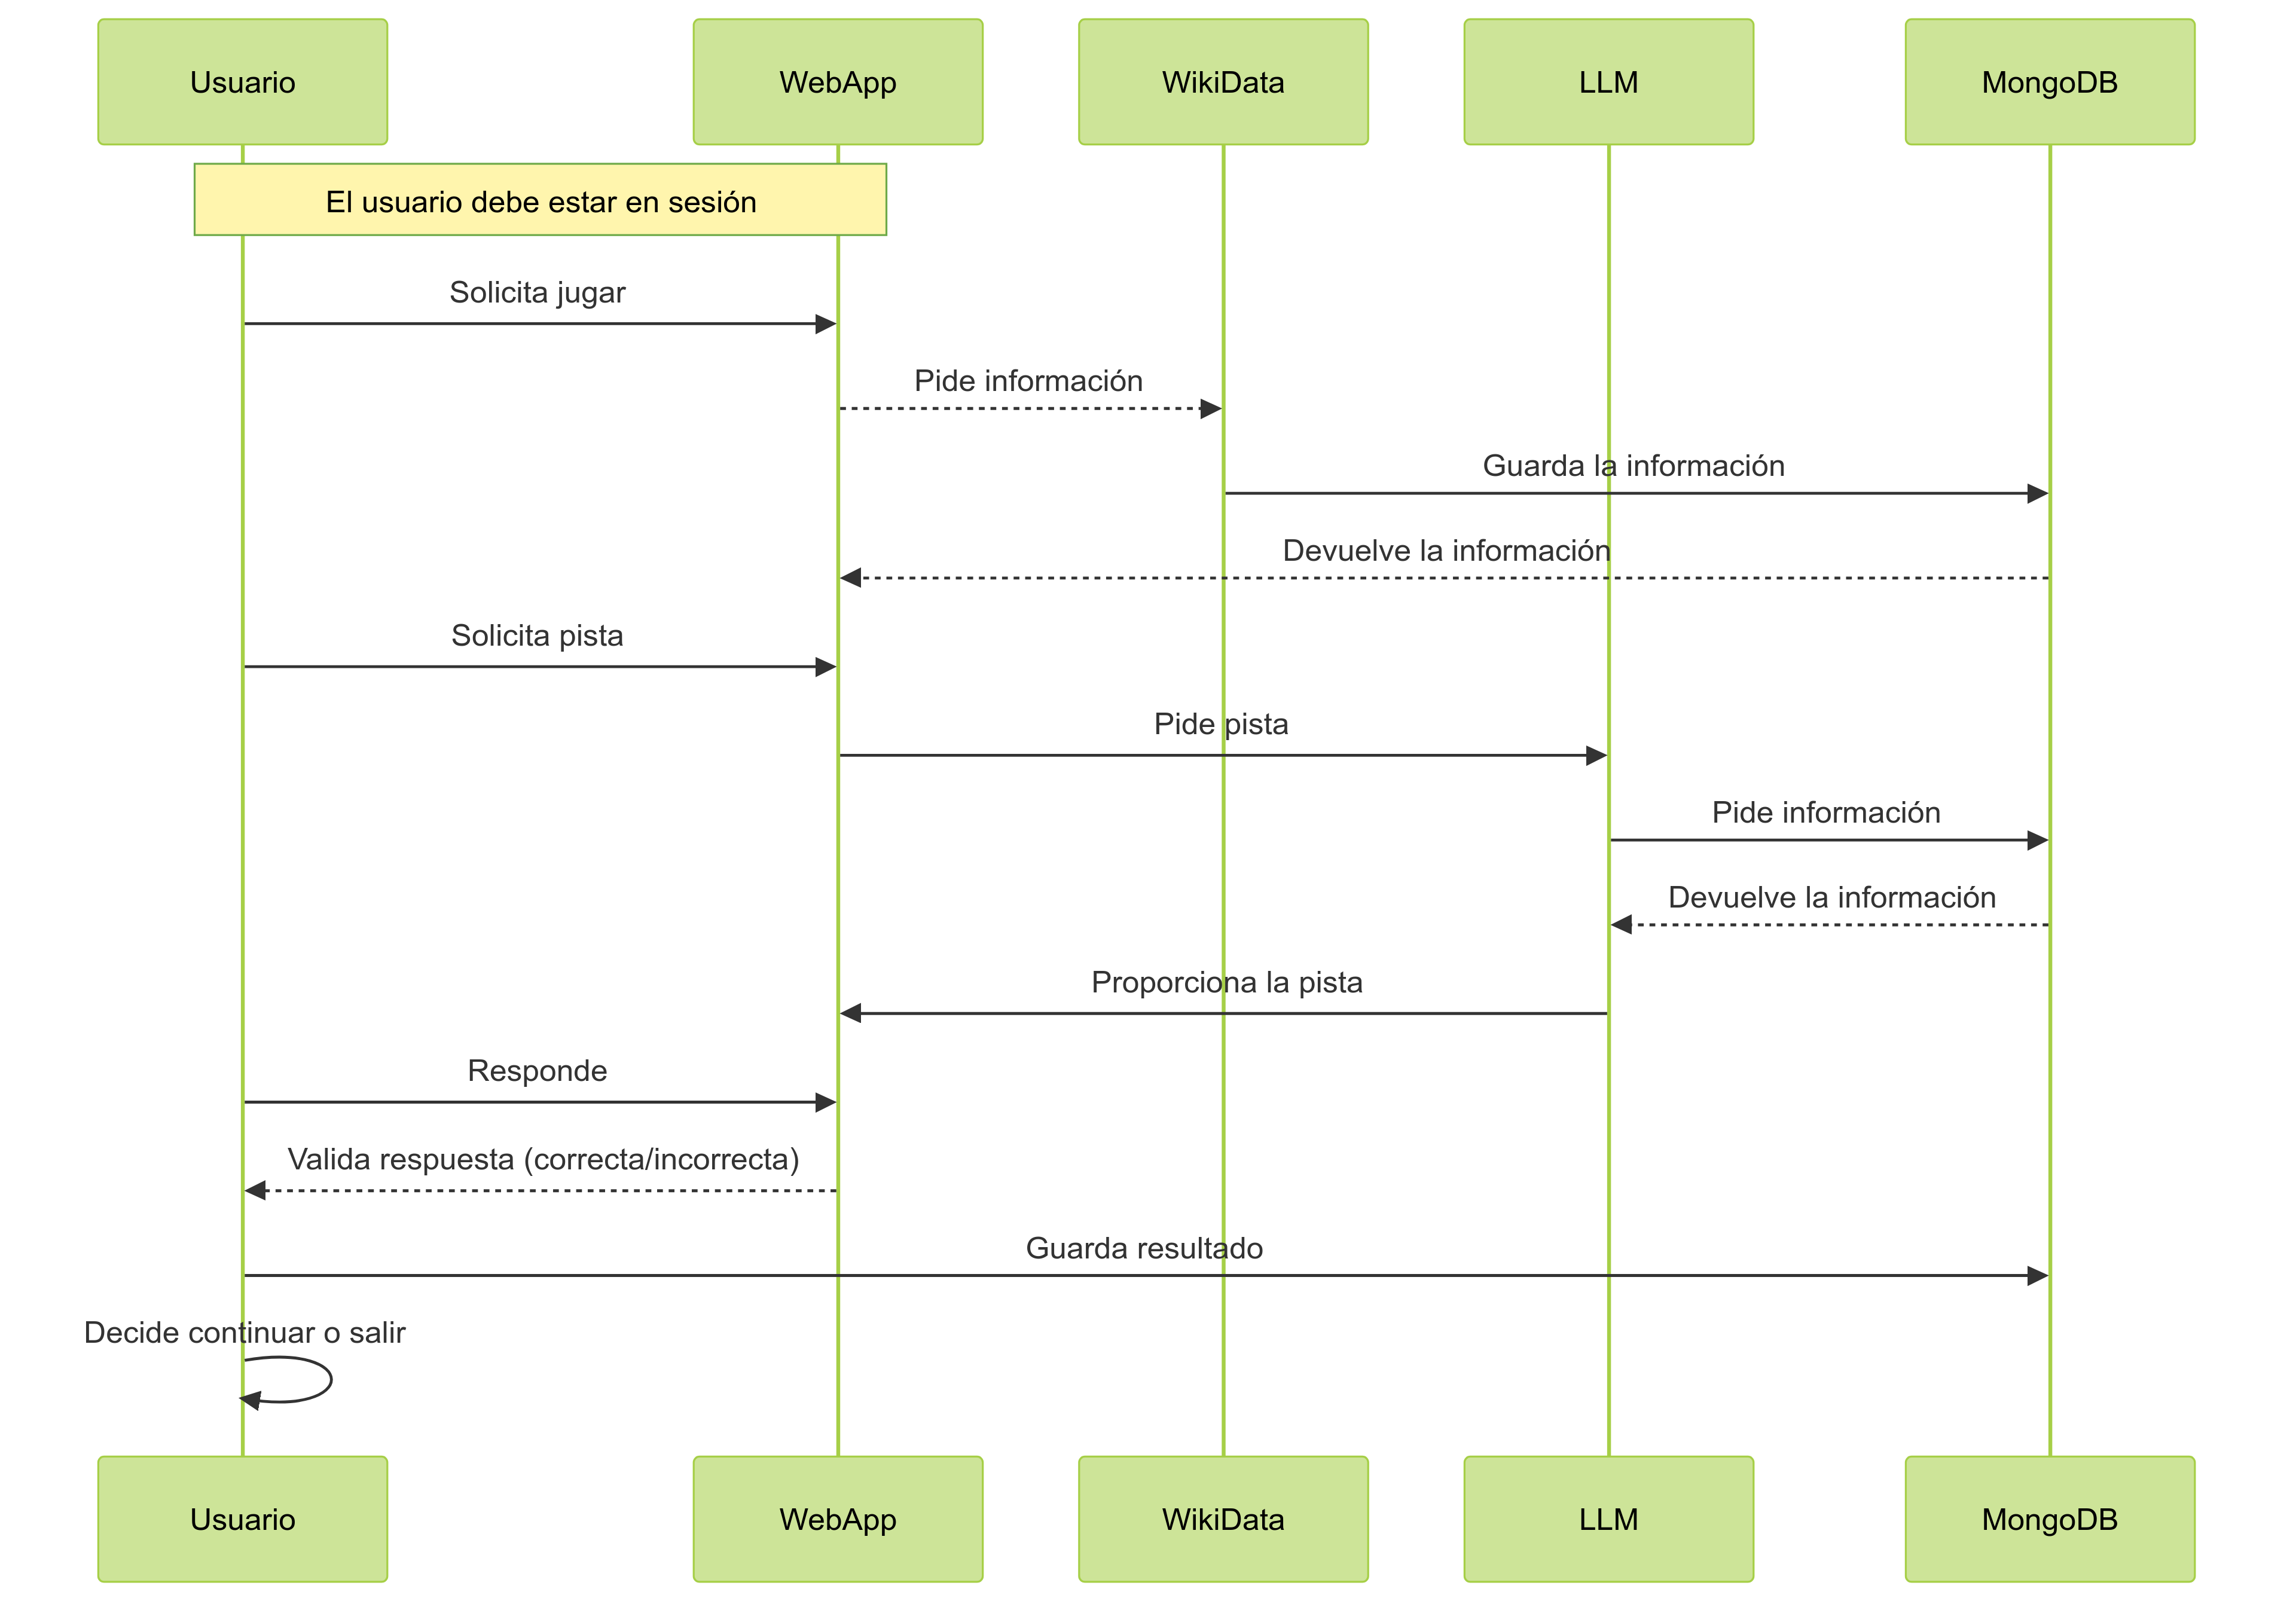 Usuario
WebApp
WikiData
LLM
MongoDB
El usuario debe estar en sesión
Solicita jugar
Pide información
Guarda la información
Devuelve la información
Solicita pista
Pide pista
Pide información
Devuelve la información
Proporciona la pista
Responde
Valida respuesta (correcta/incorrecta)
Guarda resultado
Decide continuar o salir
Usuario
WebApp
WikiData
LLM
MongoDB